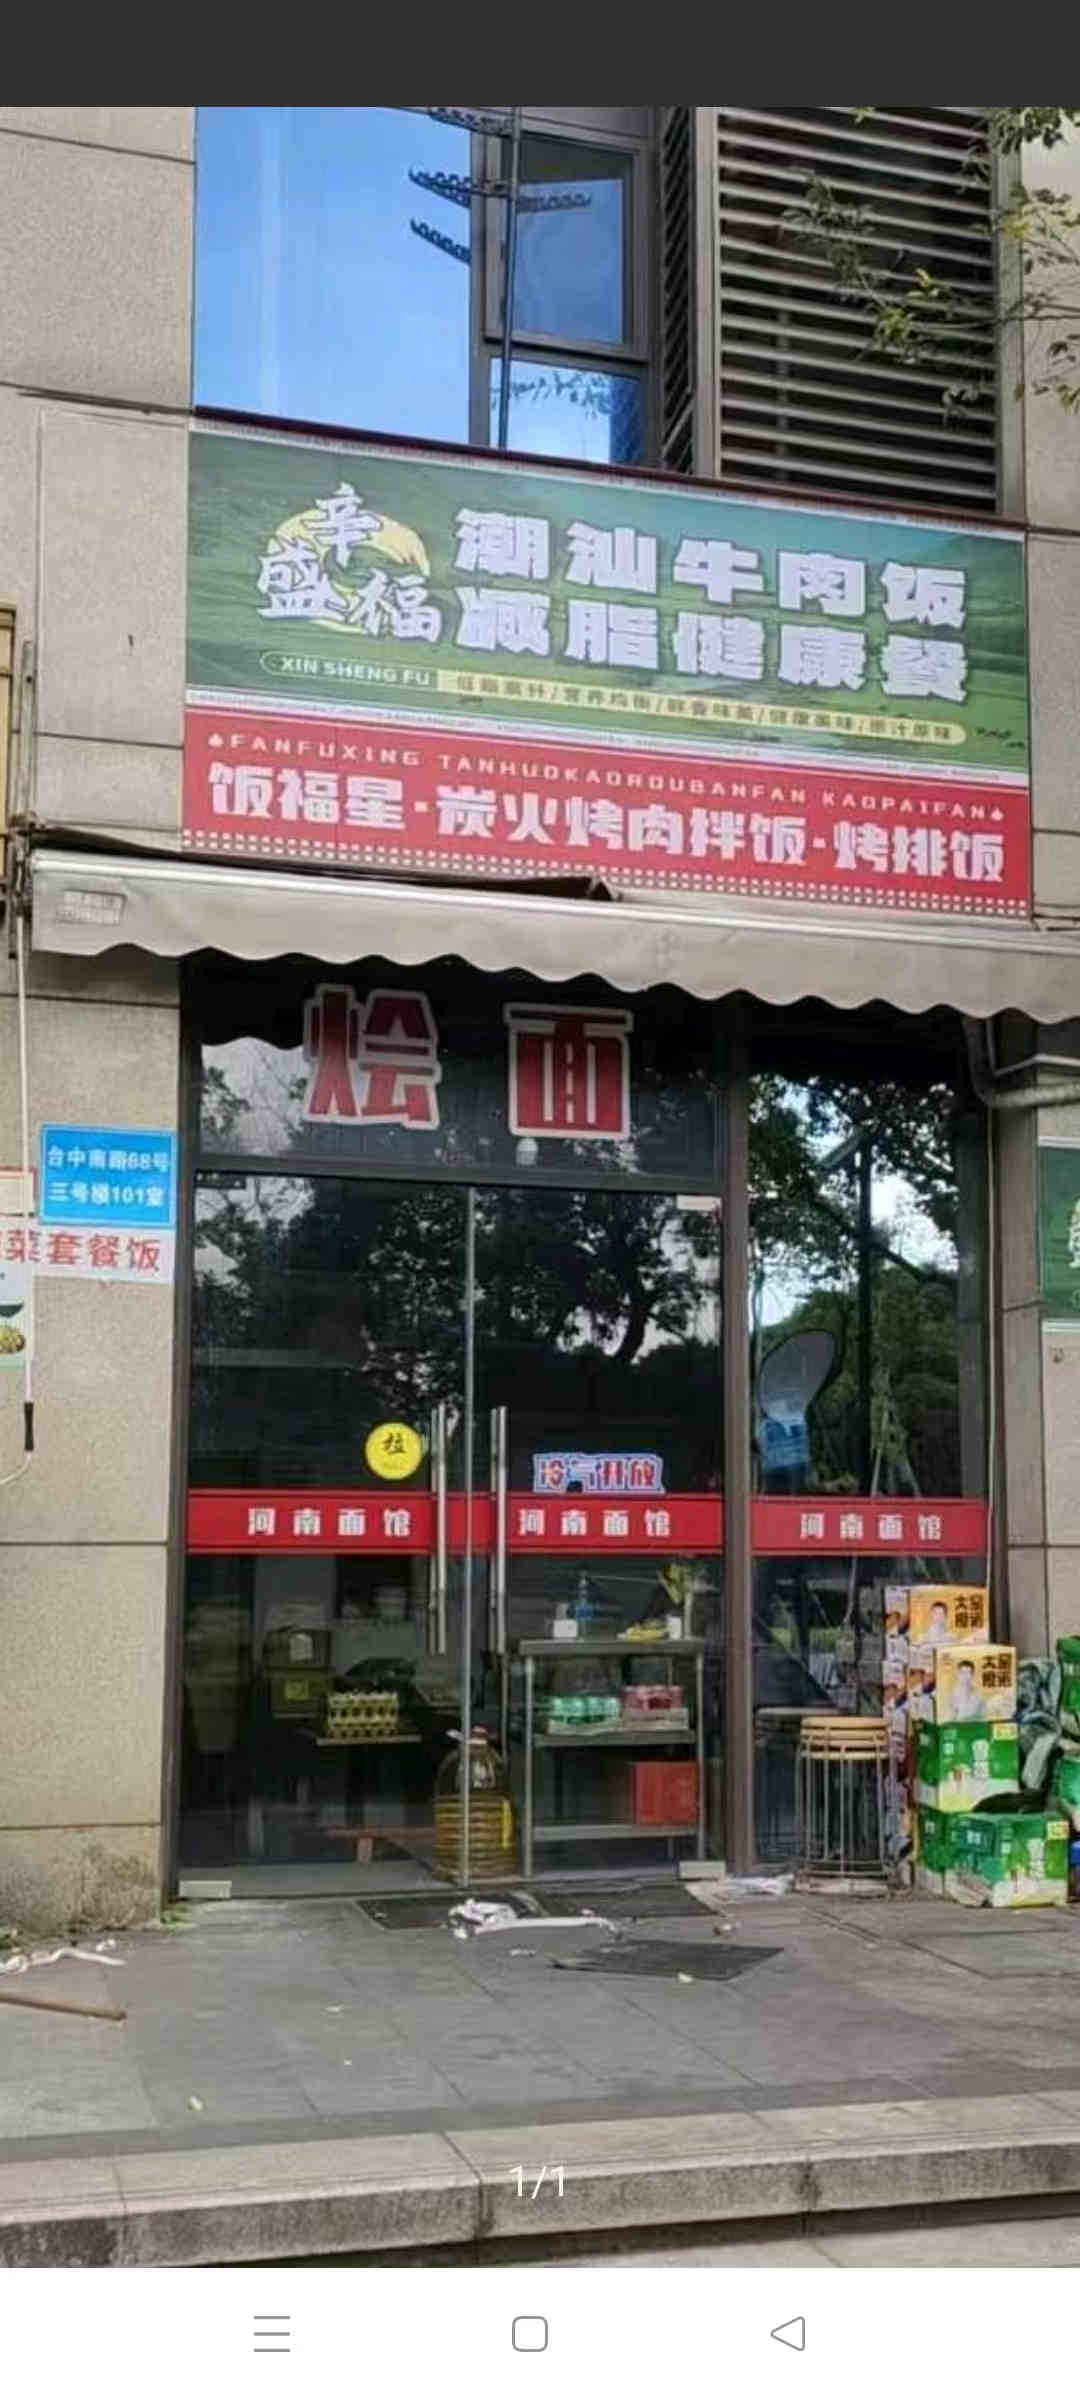 辛盛福
潮汕牛肉饭
减脂健康餐
XIN SHENG FU
FANFUXING TANHUOKAOROUBANFAN KAOPAIFAN
饭福星·炭火烤肉拌饭·烤排饭
烩面
台中南路68号
三号楼101室
菜套餐饭
拉
冷气开放
河南面馆 河南面馆 河南面馆
1/1